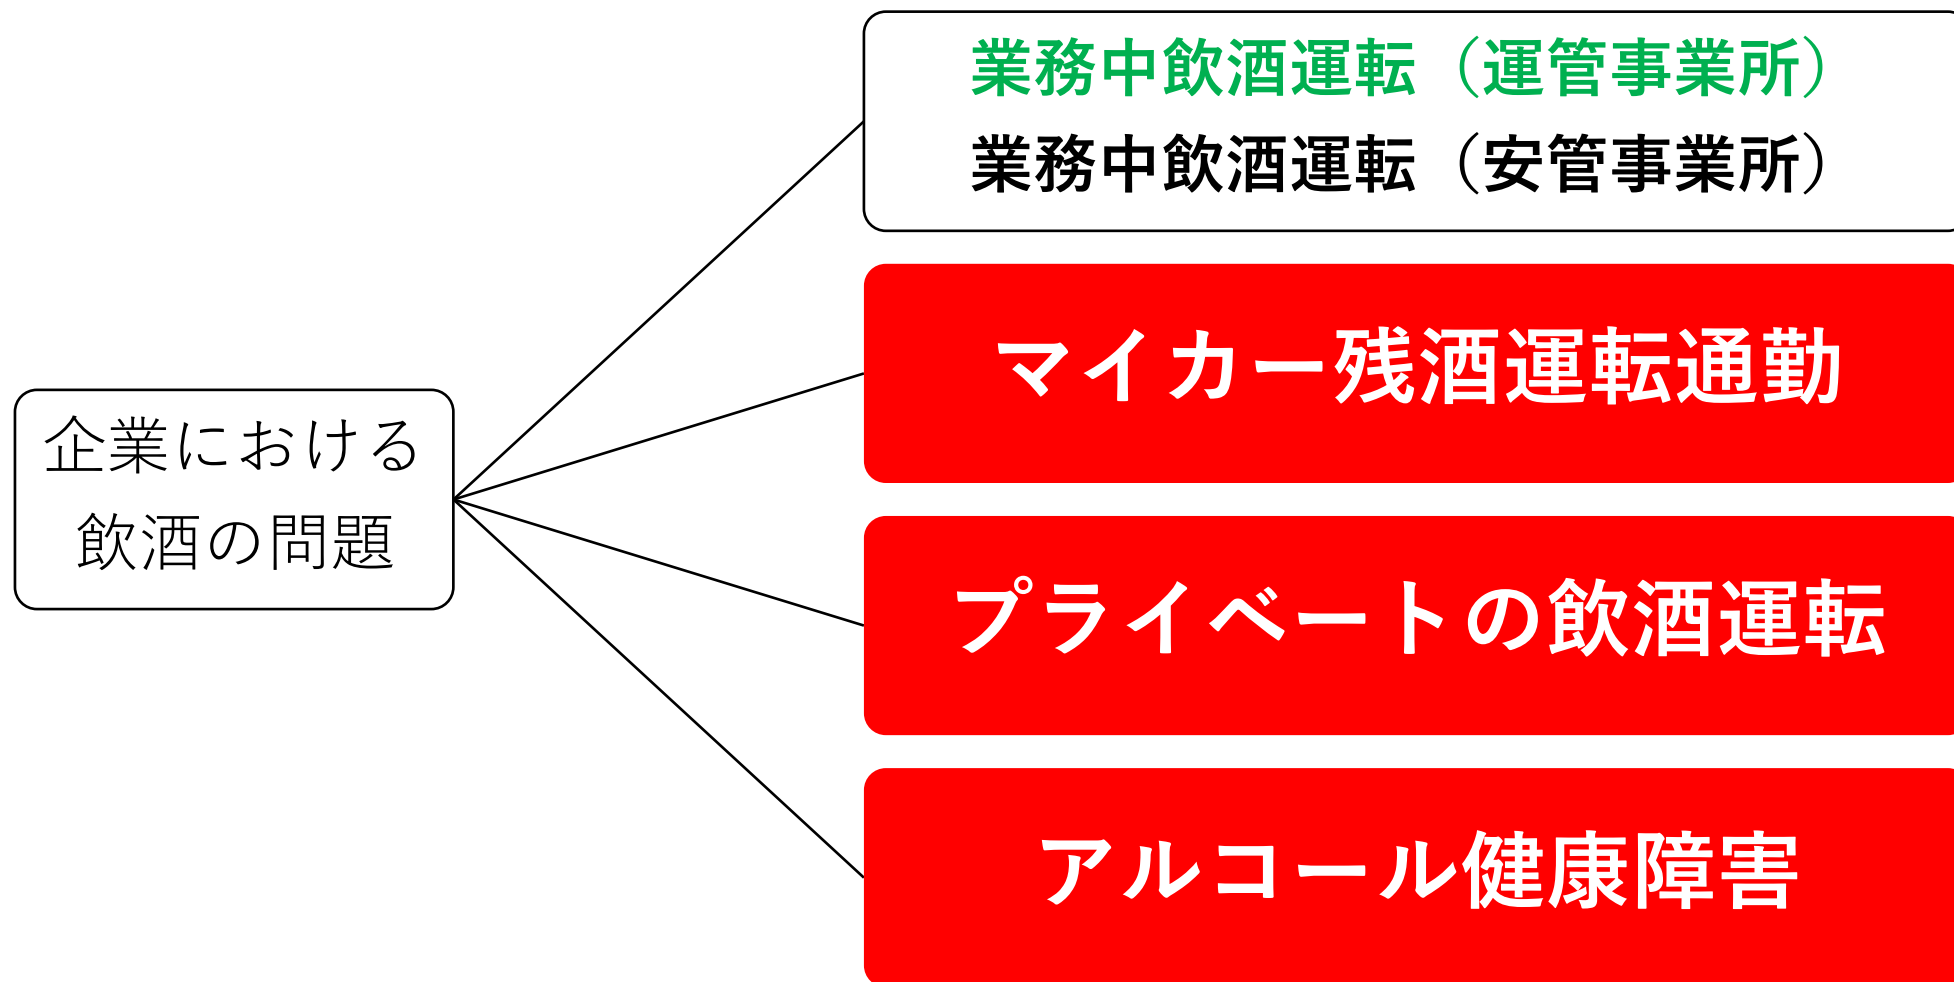 業務中飲酒運転（運管事業所）
業務中飲酒運転（安管事業所）
マイカー残酒運転通勤
企業における
飲酒の問題
プライベートの飲酒運転
アルコール健康障害